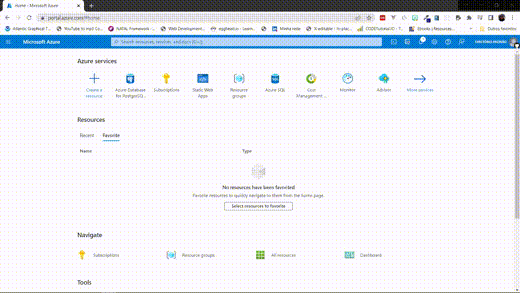 Home - Microsoft Azure
portal.azure.com/#home
Microsoft Azure
Search resources, services, and docs (G+/)
Azure services
Create a resource
Azure Database for PostgreSQ...
Subscriptions
Static Web Apps
Resource groups
Azure SQL
Cost Management ...
Monitor
Advisor
More services
Resources
Recent Favorite
Name Type
No resources have been favorited
Favorite resources to quickly navigate to them from the home page.
Select resources to favorite
Navigate
Subscriptions Resource groups All resources Dashboard
Tools